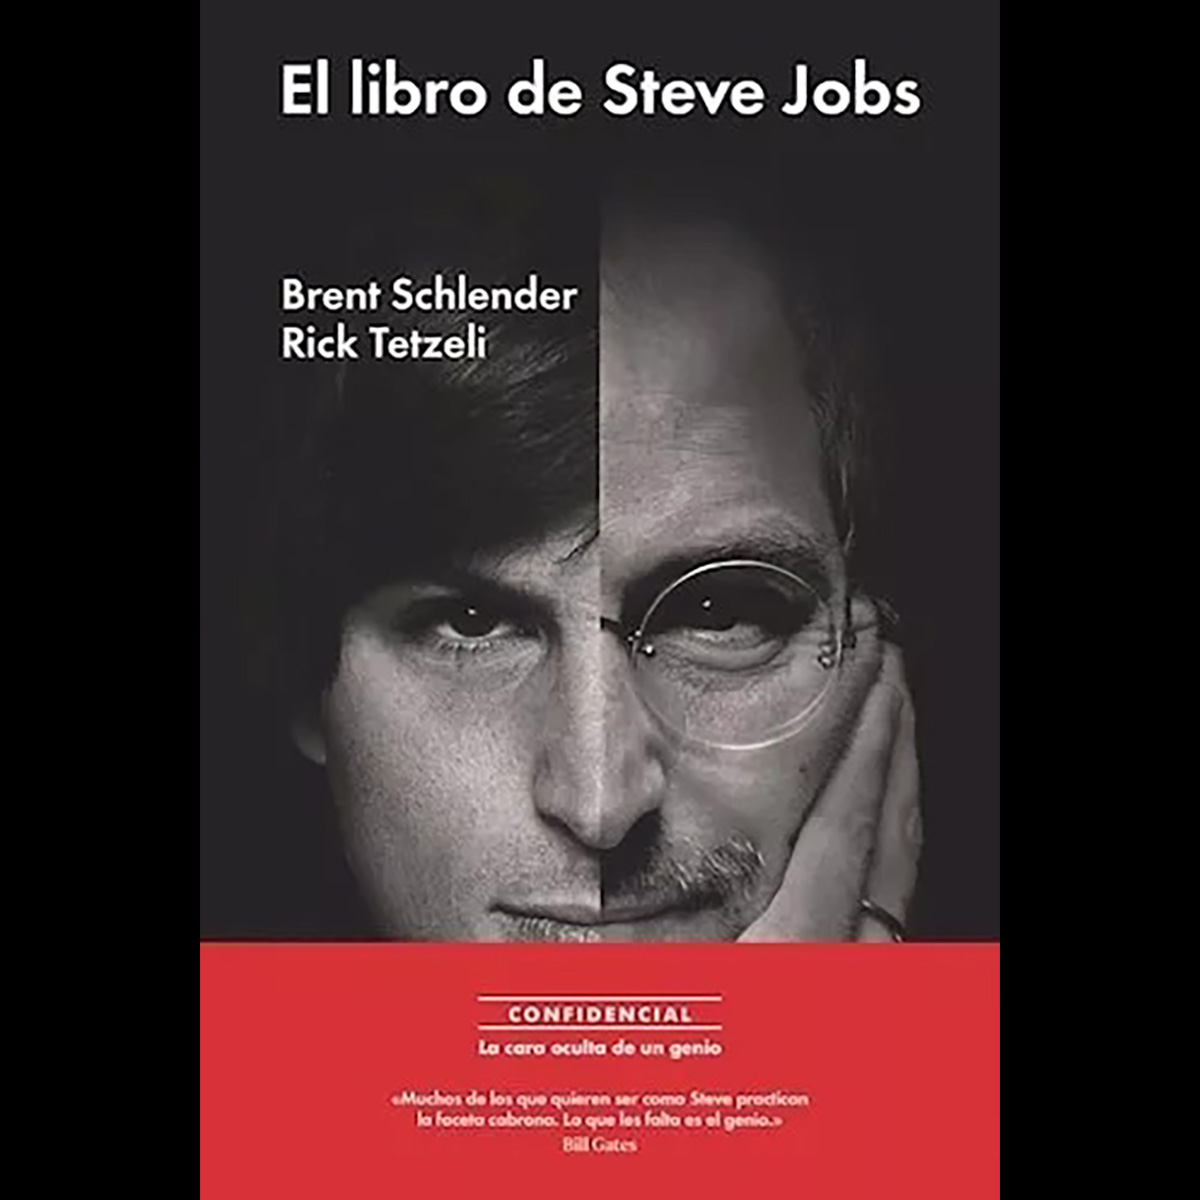 El libro de Steve Jobs
Brent Schlender
Rick Tetzeli
CONFIDENCIAL
La cara oculta de un genio
«Muchos de los que quieren ser como Steve practican
la faceta cabrona. Lo que les falta es el genio.»
Bill Gates